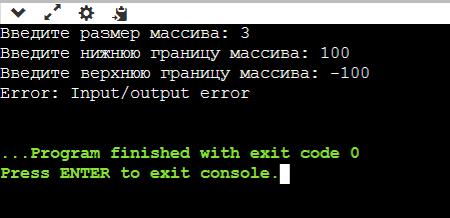 Введите размер массива: 3
Введите нижнюю границу массива: 100
Введите верхнюю границу массива: -100
Error: Input/output error
...Program finished with exit code 0
Press ENTER to exit console.